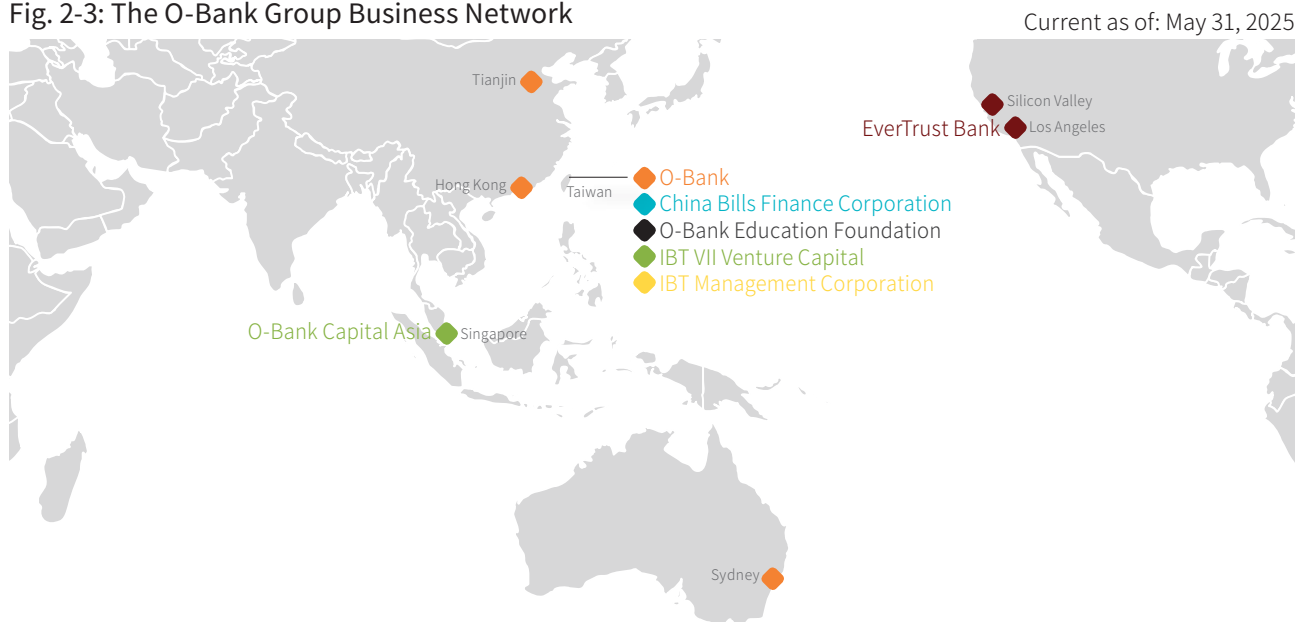 Fig. 2-3: The O-Bank Group Business Network
Current as of: May 31, 2025
Tianjin
Silicon Valley
EverTrust Bank
Los Angeles
Hong Kong
Taiwan
O-Bank
China Bills Finance Corporation
O-Bank Education Foundation
IBT VII Venture Capital
IBT Management Corporation
O-Bank Capital Asia
Singapore
Sydney